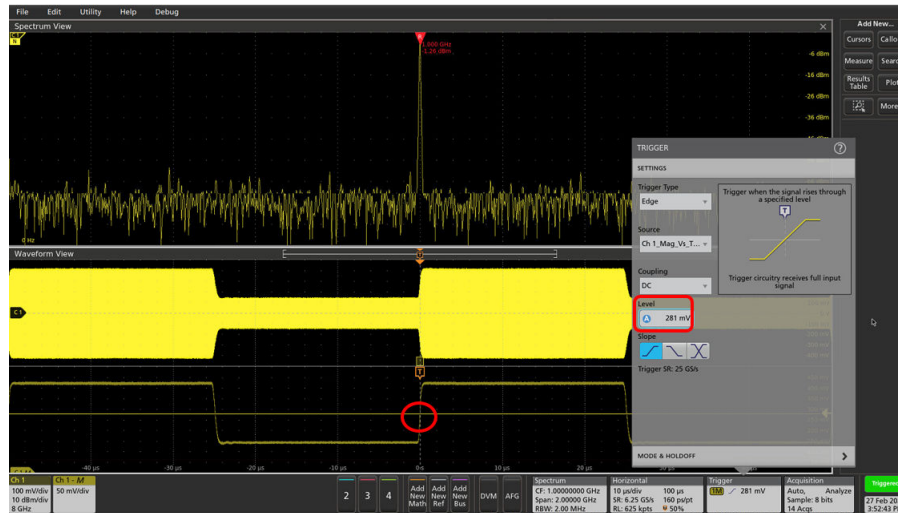 File Edit Utility Help Debug
Spectrum View
Add New...
1.000 GHz
-1.26 dBm
Cursors Callo
-6 dBm
Measure Searc
-16 dBm
Results Table Plot
-26 dBm
More
-36 dBm
TRIGGER
SETTINGS
Trigger Type
Edge
Trigger when the signal rises through
a specified level
T
Source
Ch 1_Mag_Vs_T...
0 Hz
Waveform View
Coupling
DC
Trigger circuitry receives full input
signal
Level
A 281 mV
C1
Slope
Trigger SR: 25 GS/s
T
MODE & HOLDOFF
-40 µs -30 µs -20 µs -10 µs 0 s 10 µs 20 µs
Ch 1
100 mV/div
10 dBm/div
8 GHz
Ch 1 - M
50 mV/div
2 3 4
Add New Math
Add New Ref
Add New Bus
DVM AFG
Spectrum
CF: 1.00000000 GHz
Span: 2.00000 GHz
RBW: 2.00 MHz
Horizontal
10 µs/div 100 µs
SR: 6.25 GS/s 160 ps/pt
RL: 625 kpts 50%
Trigger
1M 281 mV
Acquisition
Auto, Analyze
Sample: 8 bits
14 Acqs
Triggered
27 Feb 20
3:52:43 P